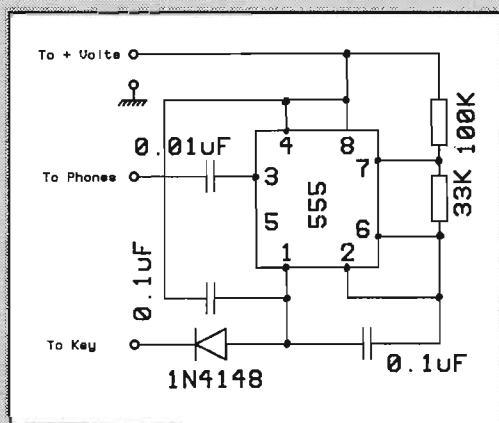 To + Volts
0.01uF
4
8
7
100K
To Phones
3
5
555
33K
6
0.1uF
1
2
To Key
1N4148
0.1uF